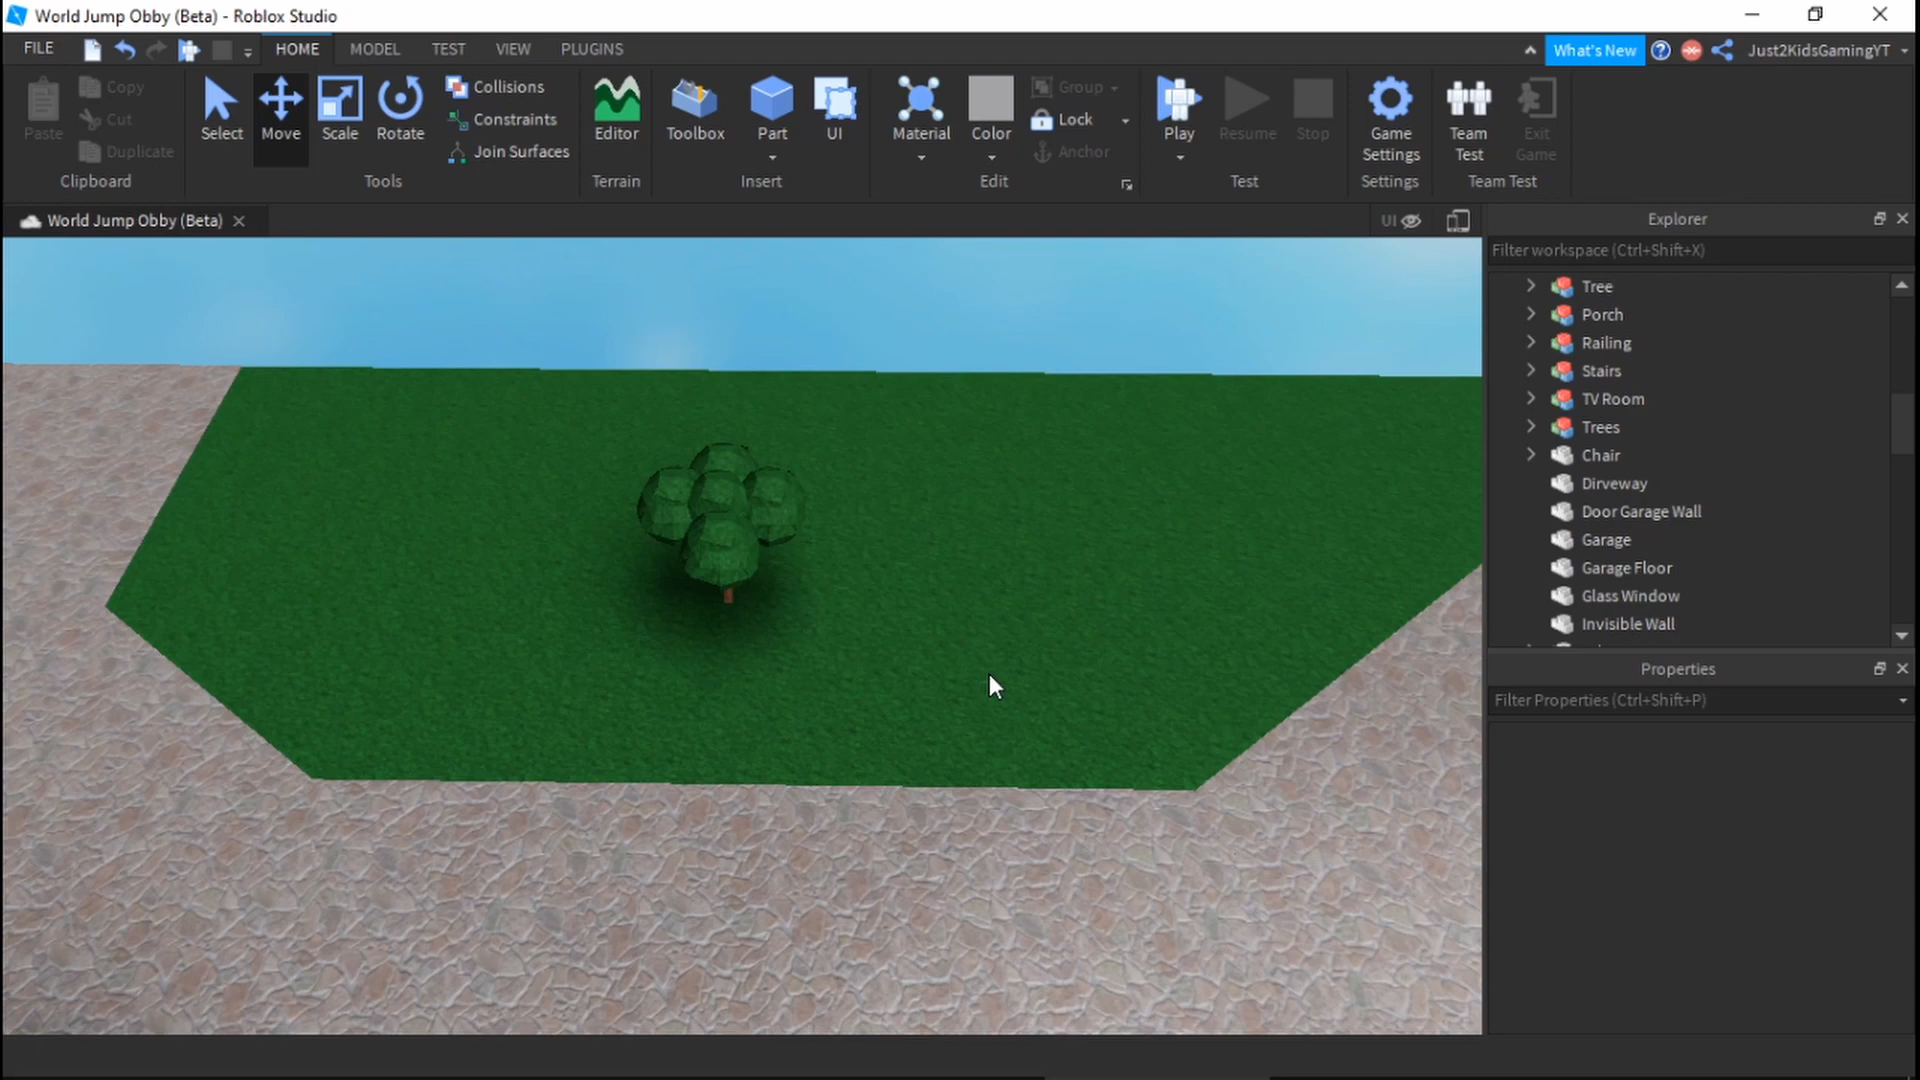 World Jump Obby (Beta) - Roblox Studio
FILE HOME MODEL TEST VIEW PLUGINS What's New Just2KidsGamingYT
Paste Copy Cut Duplicate
Clipboard
Select Move Scale Rotate
Collisions
Constraints
Join Surfaces
Tools
Editor
Terrain
Toolbox Part UI
Insert
Material Color
Group
Lock
Anchor
Edit
Play Resume Stop
Test
Game Settings
Settings
Team Test
Exit Game
Team Test
World Jump Obby (Beta)
UI
Explorer
Filter workspace (Ctrl+Shift+X)
Tree
Porch
Railing
Stairs
TV Room
Trees
Chair
Dirveway
Door Garage Wall
Garage
Garage Floor
Glass Window
Invisible Wall
Properties
Filter Properties (Ctrl+Shift+P)